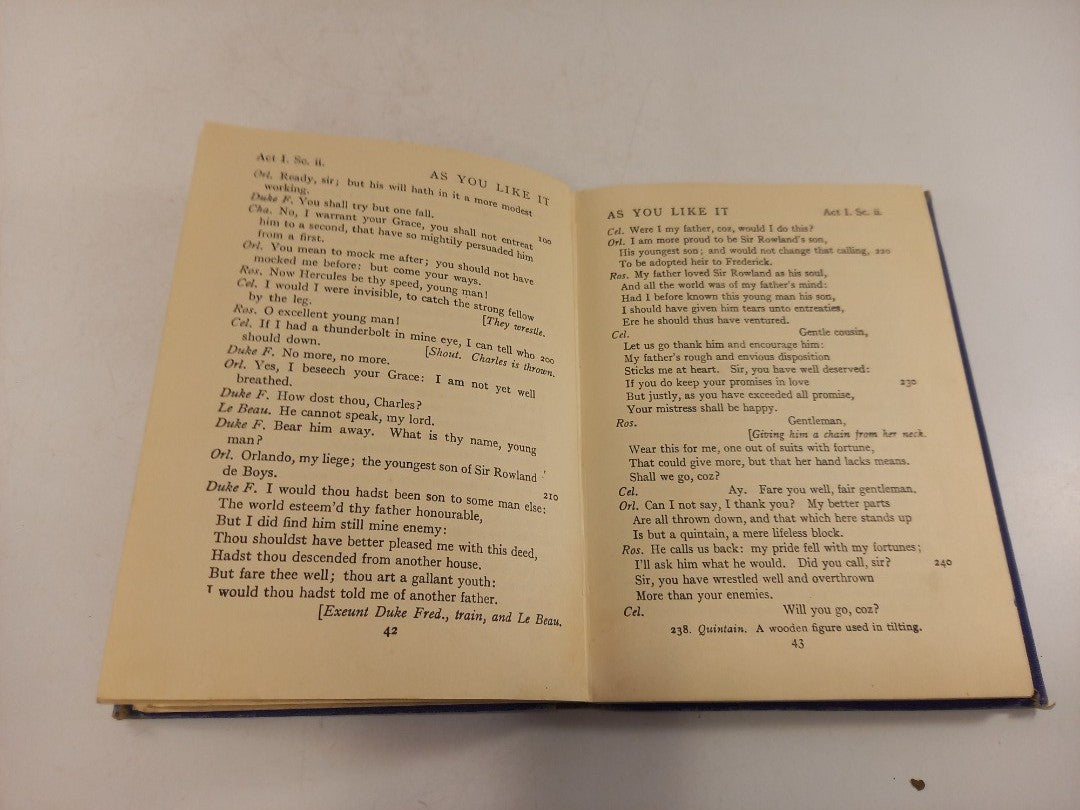 Act I. Sc. ii.
AS YOU LIKE IT
Orl. Ready, sir; but his will hath in it a more modest
working.
Duke F. You shall try but one fall.
Cha. No, I warrant your Grace, you shall not entreat 190
him to a second, that have so mightily persuaded him
from a first.
Orl. You mean to mock me after; you should not have
mocked me before: but come your ways.
Ros. Now Hercules be thy speed, young man!
Cel. I would I were invisible, to catch the strong fellow
by the leg.
[They wrestle.
Ros. O excellent young man!
Cel. If I had a thunderbolt in mine eye, I can tell who 200
should down.
[Shout. Charles is thrown.
Duke F. No more, no more.
Orl. Yes, I beseech your Grace: I am not yet well
breathed.
Duke F. How dost thou, Charles?
Le Beau. He cannot speak, my lord.
Duke F. Bear him away. What is thy name, young
man?
Orl. Orlando, my liege; the youngest son of Sir Rowland
de Boys. 210
Duke F. I would thou hadst been son to some man else:
The world esteem'd thy father honourable,
But I did find him still mine enemy:
Thou shouldst have better pleased me with this deed,
Hadst thou descended from another house.
But fare thee well; thou art a gallant youth:
I would thou hadst told me of another father.
[Exeunt Duke Fred., train, and Le Beau.
42
AS YOU LIKE IT
Act I. Sc. ii.
Cel. Were I my father, coz, would I do this?
Orl. I am more proud to be Sir Rowland's son,
His youngest son; and would not change that calling, 220
To be adopted heir to Frederick.
Ros. My father loved Sir Rowland as his soul,
And all the world was of my father's mind:
Had I before known this young man his son,
I should have given him tears unto entreaties,
Ere he should thus have ventured.
Cel. Gentle cousin,
Let us go thank him and encourage him:
My father's rough and envious disposition
Sticks me at heart. Sir, you have well deserved:
If you do keep your promises in love 230
But justly, as you have exceeded all promise,
Your mistress shall be happy.
Ros. Gentleman,
[Giving him a chain from her neck.
Wear this for me, one out of suits with fortune,
That could give more, but that her hand lacks means.
Shall we go, coz?
Cel. Ay. Fare you well, fair gentleman.
Orl. Can I not say, I thank you? My better parts
Are all thrown down, and that which here stands up
Is but a quintain, a mere lifeless block.
Ros. He calls us back: my pride fell with my fortunes;
I'll ask him what he would. Did you call, sir? 240
Sir, you have wrestled well and overthrown
More than your enemies.
Cel. Will you go, coz?
238. Quintain. A wooden figure used in tilting.
43